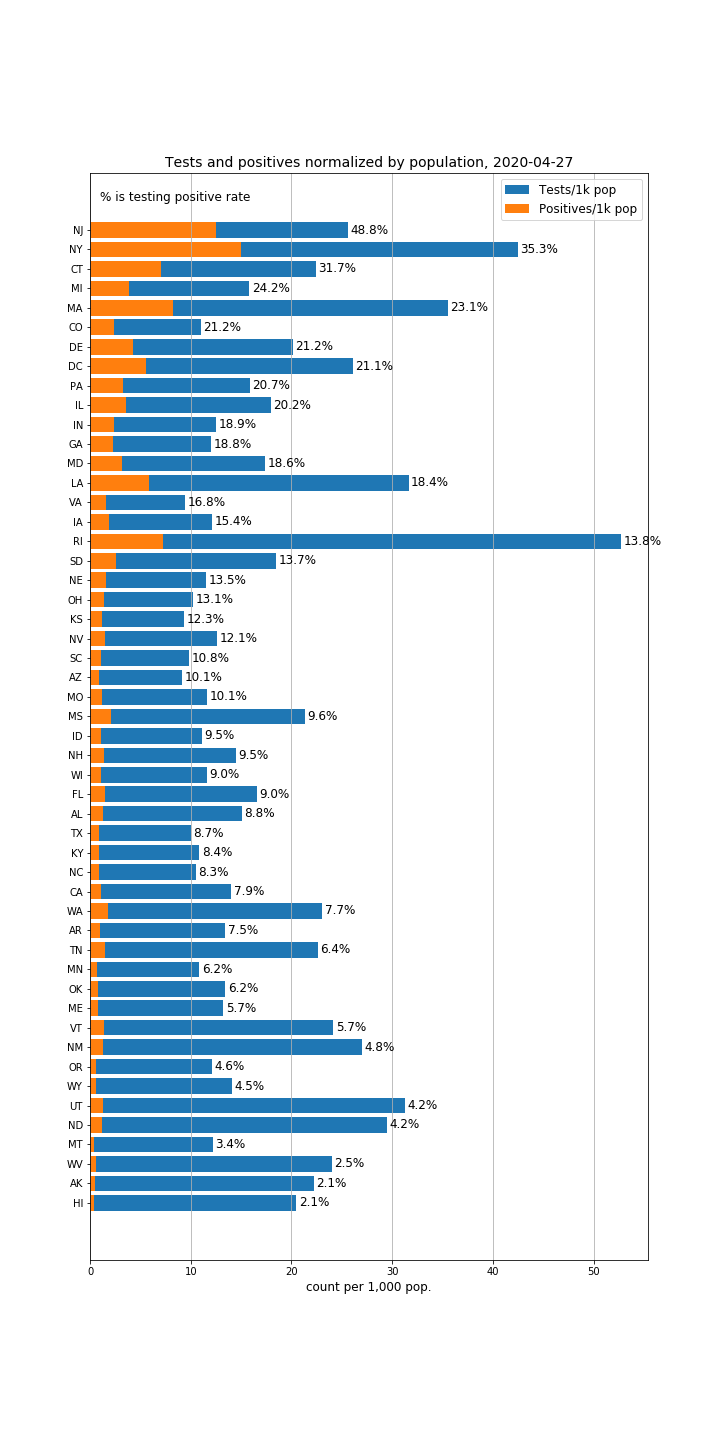 Tests and positives normalized by population, 2020-04-27
% is testing positive rate
Tests/1k pop
Positives/1k pop
NJ 48.8%
NY 35.3%
CT 31.7%
MI 24.2%
MA 23.1%
CO 21.2%
DE 21.2%
DC 21.1%
PA 20.7%
IL 20.2%
IN 18.9%
GA 18.8%
MD 18.6%
LA 18.4%
VA 16.8%
IA 15.4%
RI 13.8%
SD 13.7%
NE 13.5%
OH 13.1%
KS 12.3%
NV 12.1%
SC 10.8%
AZ 10.1%
MO 10.1%
MS 9.6%
ID 9.5%
NH 9.5%
WI 9.0%
FL 9.0%
AL 8.8%
TX 8.7%
KY 8.4%
NC 8.3%
CA 7.9%
WA 7.7%
AR 7.5%
TN 6.4%
MN 6.2%
OK 6.2%
ME 5.7%
VT 5.7%
NM 4.8%
OR 4.6%
WY 4.5%
UT 4.2%
ND 4.2%
MT 3.4%
WV 2.5%
AK 2.1%
HI 2.1%
0 10 20 30 40 50
count per 1,000 pop.